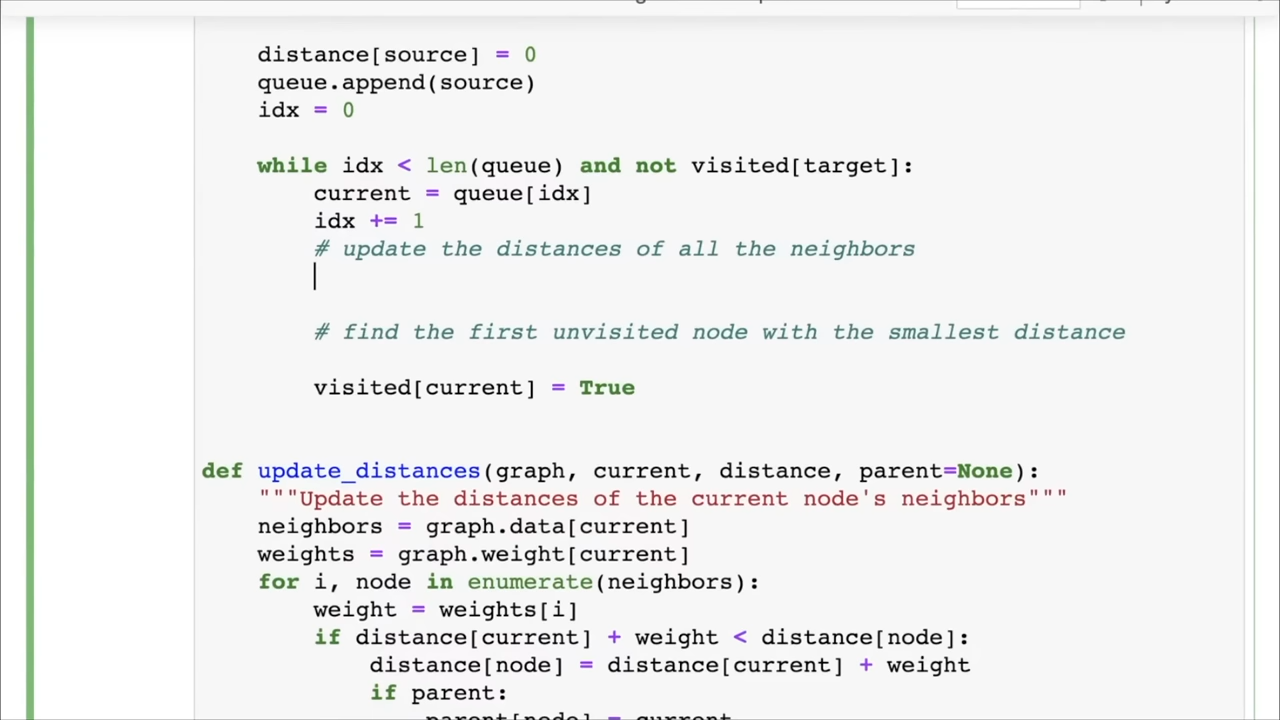 distance[source] = 0
queue.append(source)
idx = 0
while idx < len(queue) and not visited[target]:
current = queue[idx]
idx += 1
# update the distances of all the neighbors
# find the first unvisited node with the smallest distance
visited[current] = True
def update_distances(graph, current, distance, parent=None):
"""Update the distances of the current node's neighbors"""
neighbors = graph.data[current]
weights = graph.weight[current]
for i, node in enumerate(neighbors):
weight = weights[i]
if distance[current] + weight < distance[node]:
distance[node] = distance[current] + weight
if parent:
parent[node] = current